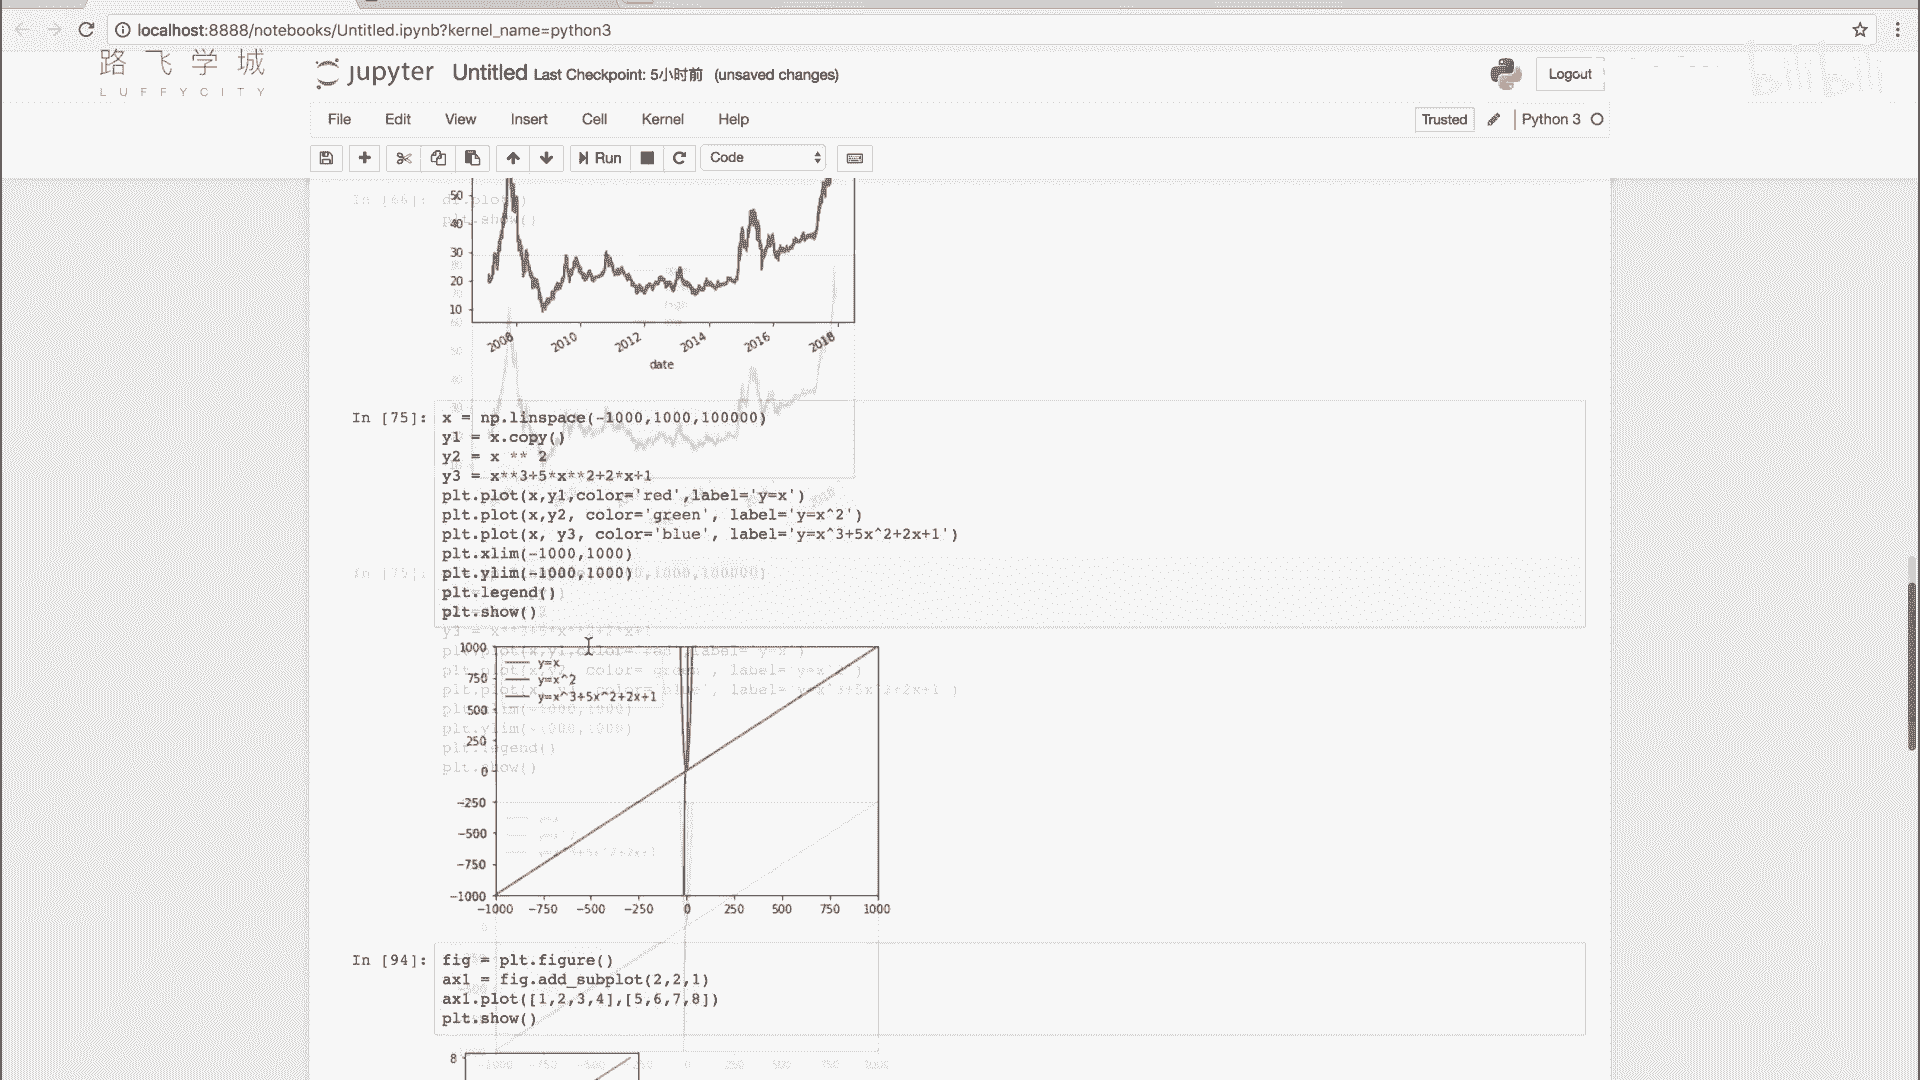 localhost:8888/notebooks/Untitled.ipynb?kernel_name=python3
路飞学城
LUFFYCITY
jupyter Untitled Last Checkpoint: 5小时前 (unsaved changes)
Logout
bilibili
File Edit View Insert Cell Kernel Help
Trusted
Python 3
Run
Code
In [66]: df.plot()
plt.show()
50
40
30
20
10
2008 2010 2012 2014 2016 2018
date
In [75]: x = np.linspace(-1000,1000,100000)
y1 = x.copy()
y2 = x ** 2
y3 = x**3+5*x**2+2*x+1
plt.plot(x,y1,color='red',label='y=x')
plt.plot(x,y2, color='green', label='y=x^2')
plt.plot(x, y3, color='blue', label='y=x^3+5x^2+2x+1')
plt.xlim(-1000,1000)
plt.ylim(-1000,1000)
plt.legend()
plt.show()
1000
750
500
250
0
−250
−500
−750
−1000
y=x
y=x^2
y=x^3+5x^2+2x+1
−1000 −750 −500 −250 0 250 500 750 1000
In [94]: fig = plt.figure()
ax1 = fig.add_subplot(2,2,1)
ax1.plot([1,2,3,4],[5,6,7,8])
plt.show()
8